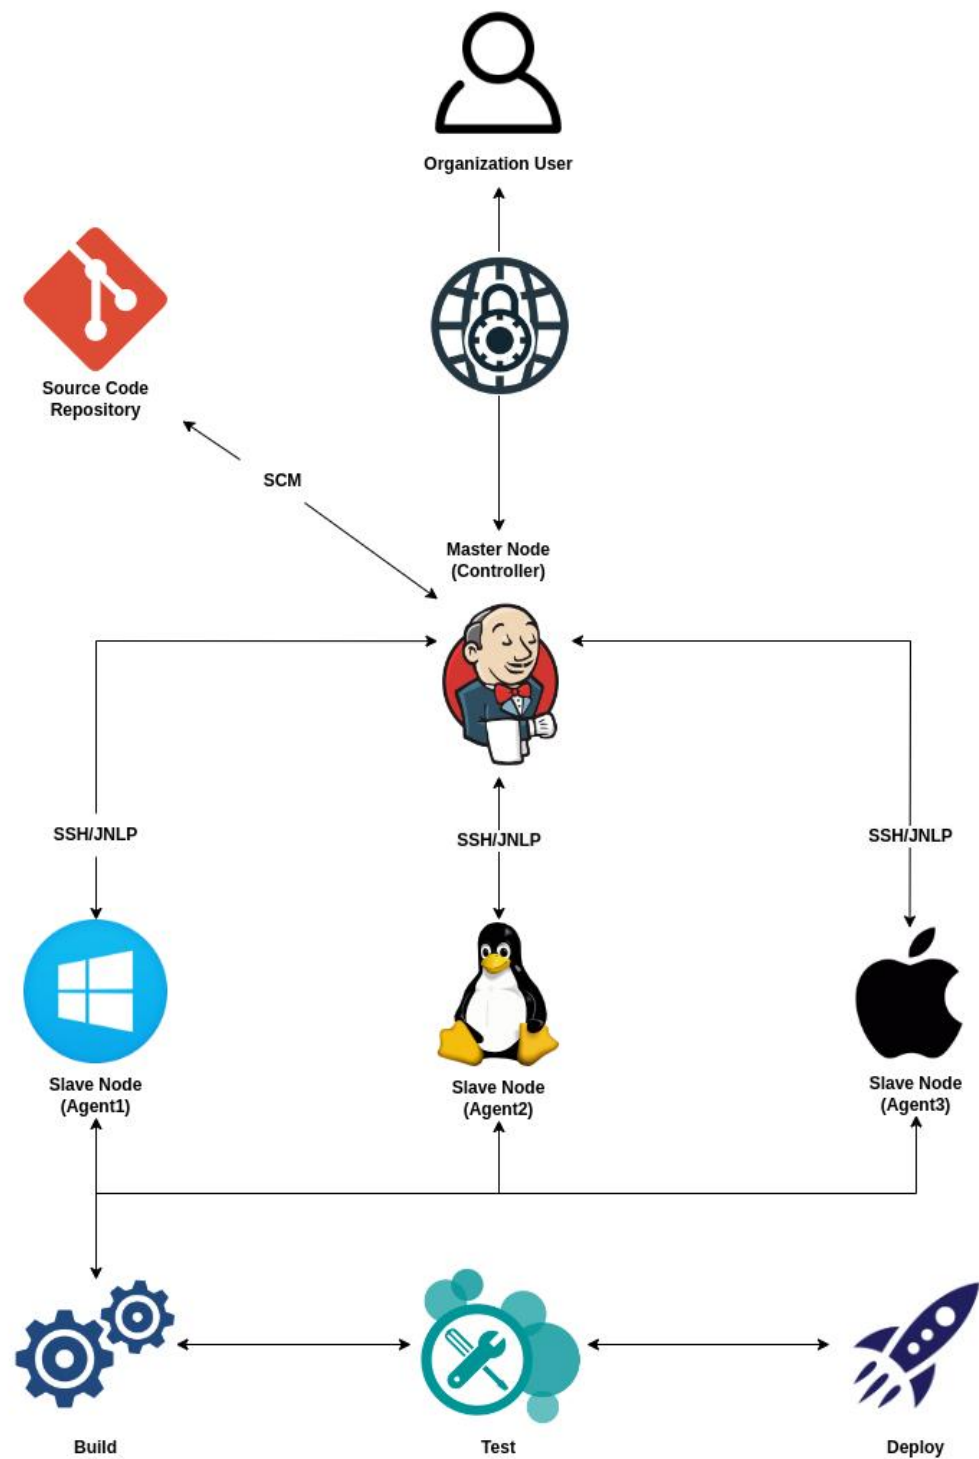 Organization User
Source Code
Repository
SCM
Master Node
(Controller)
SSH/JNLP
SSH/JNLP
SSH/JNLP
Slave Node
(Agent1)
Slave Node
(Agent2)
Slave Node
(Agent3)
Build
Test
Deploy